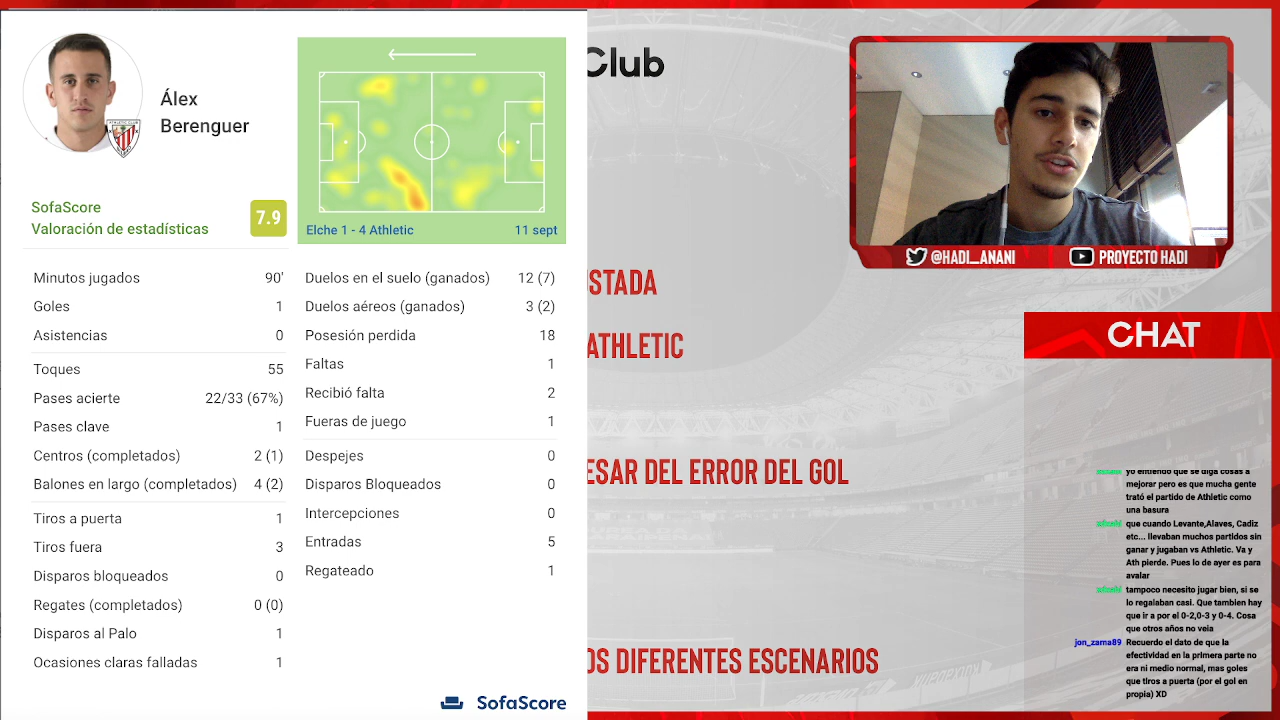 Álex
Berenguer
SofaScore
Valoración de estadísticas
7.9
Elche 1 - 4 Athletic
11 sept
Minutos jugados 90'
Goles 1
Asistencias 0
Toques 55
Pases acierte 22/33 (67%)
Pases clave 1
Centros (completados) 2 (1)
Balones en largo (completados) 4 (2)
Tiros a puerta 1
Tiros fuera 3
Disparos bloqueados 0
Regates (completados) 0 (0)
Disparos al Palo 1
Ocasiones claras falladas 1
Duelos en el suelo (ganados) 12 (7)
Duelos aéreos (ganados) 3 (2)
Posesión perdida 18
Faltas 1
Recibió falta 2
Fueras de juego 1
Despejes 0
Disparos Bloqueados 0
Intercepciones 0
Entradas 5
Regateado 1
SofaScore
Club
STADA
ATHLETIC
ESAR DEL ERROR DEL GOL
OS DIFERENTES ESCENARIOS
@HADI_ANANI
PROYECTO HADI
CHAT
yo entiendo que se diga cosas a
mejorar pero es que mucha gente
trató el partido de Athletic como
una basura
que cuando Levante,Alaves, Cadiz
etc... llevaban muchos partidos sin
ganar y jugaban vs Athletic. Va y
Ath pierde. Pues lo de ayer es para
avalar
tampoco necesito jugar bien, si se
lo regalaban casi. Que tambien hay
que ir a por el 0-2,0-3 y 0-4. Cosa
que otros años no veia
jon_zama89 Recuerdo el dato de que la
efectividad en la primera parte no
era ni medio normal, mas goles
que tiros a puerta (por el gol en
propia) XD